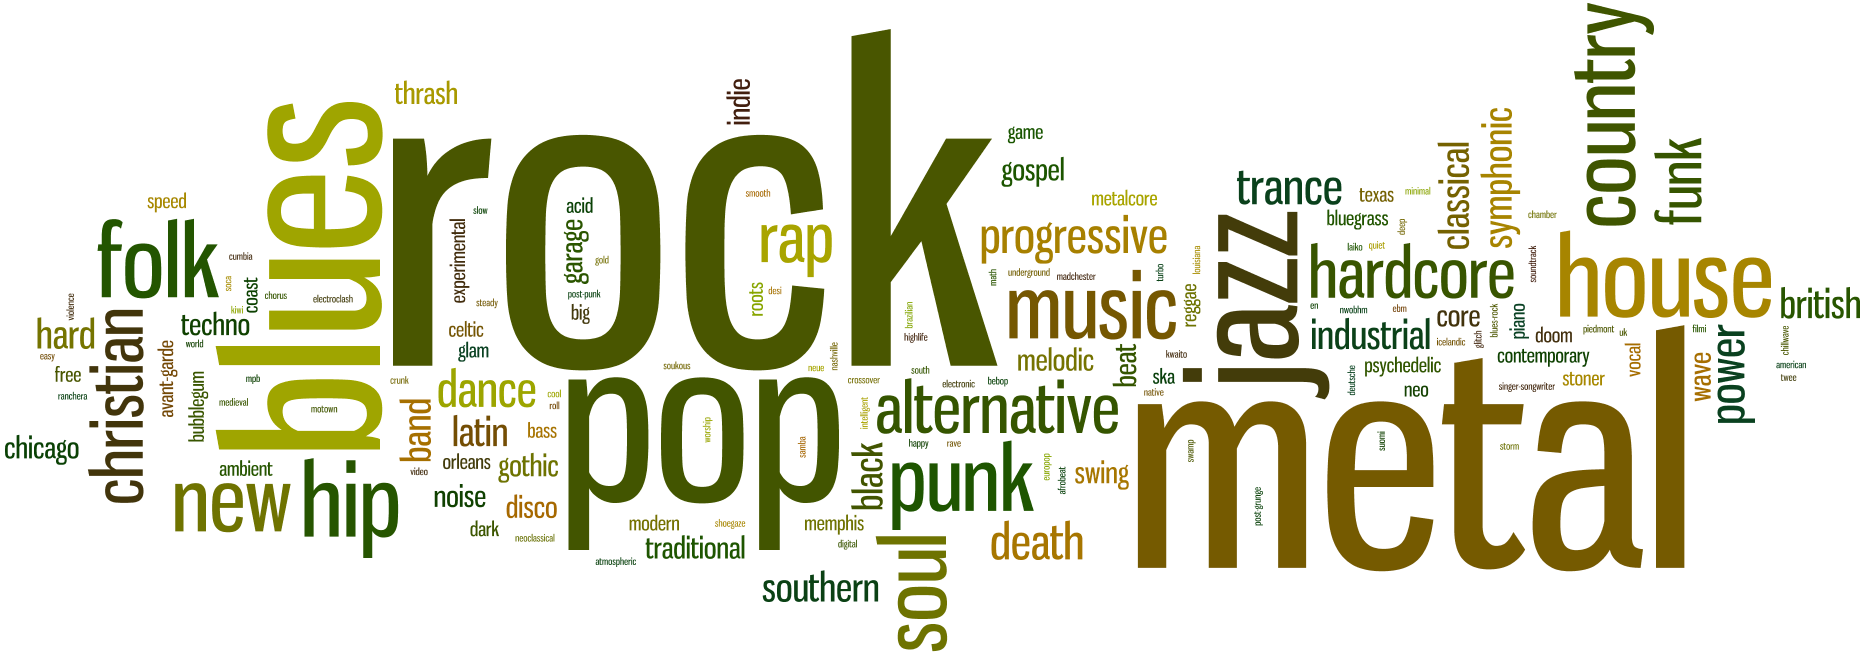 country
thrash
indie
blues
rock
game
gospel
classical
symphonic
funk
trance
texas
minimal
bluegrass
deep
chamber
metalcore
speed
smooth
folk
slow
acid
rap
progressive
jazz
cumbia
experimental
garage
gold
laiko
quiet
soundtrack
house
hardcore
soca
coast
chorus
electroclash
kiwi
steady
post-punk
big
roots
desi
math
underground
madchester
turbo
louisiana
reggae
music
british
violence
hard
easy
techno
world
celtic
glam
brazilian
highlife
melodic
beat
kwaito
ska
native
en
nwobhm
ebm
industrial
core
icelandic
glitch
blues-rock
piano
doom
piedmont
uk
filmi
chillwave
contemporary
psychedelic
neo
deutsche
singer-songwriter
stoner
vocal
wave
power
american
twee
free
ranchera
christian
avant-garde
bubblegum
mpb
medieval
motown
crunk
soukous
neue
nashville
crossover
south
electronic
bebop
dance
cool
roll
pop
alternative
intelligent
metal
chicago
band
latin
bass
worship
samba
happy
rave
swamp
suomi
storm
ambient
video
orleans
gothic
black
punk
europop
afrobeat
swing
new
hip
noise
disco
dark
neoclassical
modern
shoegaze
memphis
digital
traditional
atmospheric
death
post-grunge
southern
soul